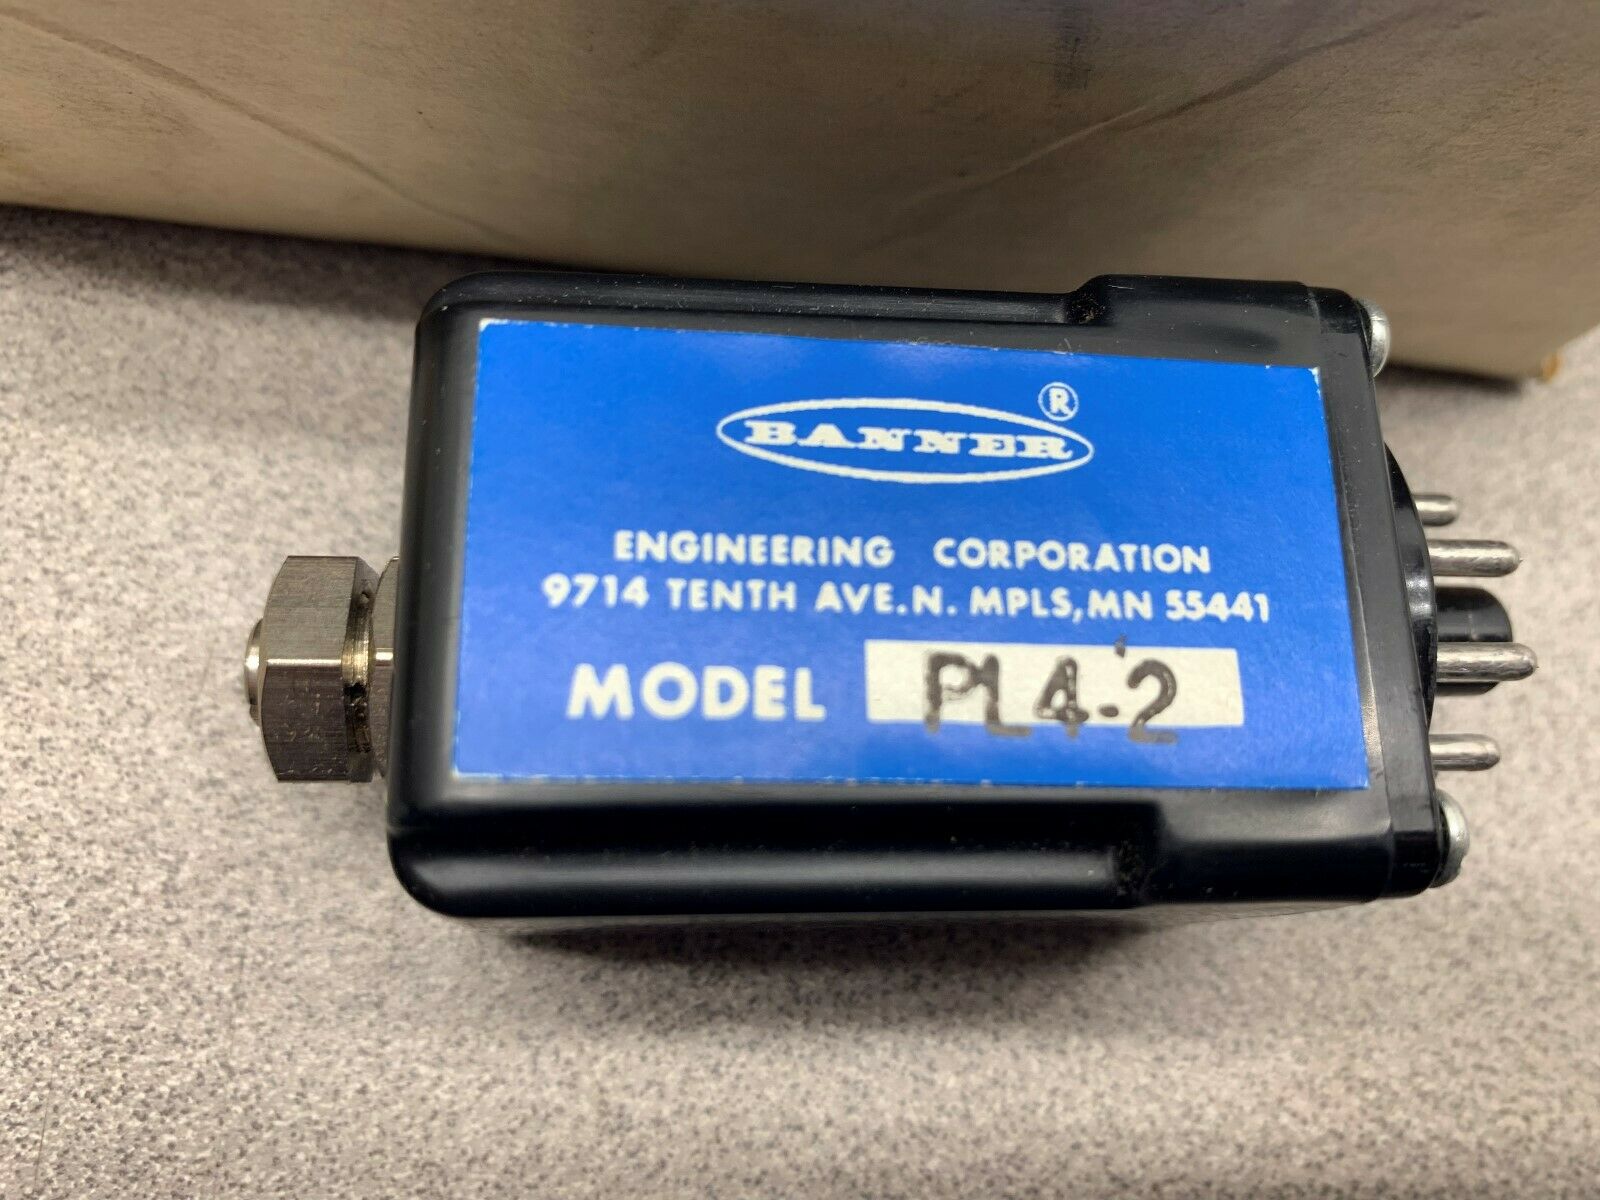 BANNER®
ENGINEERING CORPORATION
9714 TENTH AVE.N. MPLS,MN 55441
MODEL PL4-2